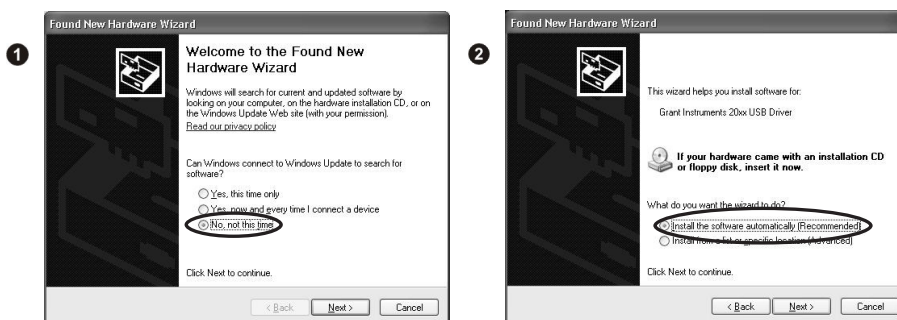 1
Found New Hardware Wizard
Welcome to the Found New
Hardware Wizard
Windows will search for current and updated software by
looking on your computer, on the hardware installation CD, or on
the Windows Update Web site (with your permission).
Read our privacy policy
Can Windows connect to Windows Update to search for
software?
Yes, this time only
Yes, now and every time I connect a device
No, not this time
Click Next to continue.
< Back
Next >
Cancel
2
Found New Hardware Wizard
This wizard helps you install software for:
Grant Instruments 20xx USB Driver
If your hardware came with an installation CD
or floppy disk, insert it now.
What do you want the wizard to do?
Install the software automatically (Recommended)
Install from a list or specific location (Advanced)
Click Next to continue.
< Back
Next >
Cancel